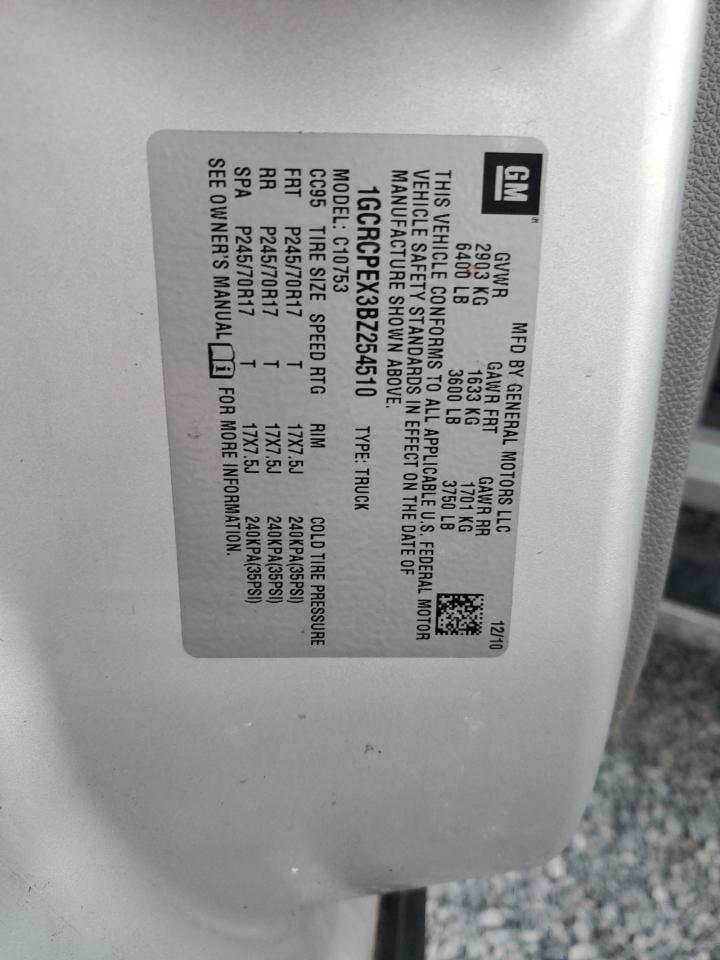 GM ®
MFD BY GENERAL MOTORS LLC 12/10
GVWR GAWR FRT GAWR RR
2903 KG 1633 KG 1701 KG
6400 LB 3600 LB 3750 LB
THIS VEHICLE CONFORMS TO ALL APPLICABLE U.S. FEDERAL MOTOR
VEHICLE SAFETY STANDARDS IN EFFECT ON THE DATE OF
MANUFACTURE SHOWN ABOVE.
1GCRCPEX3BZ254510 TYPE: TRUCK
MODEL: C10753
CC95 TIRE SIZE SPEED RTG RIM COLD TIRE PRESSURE
FRT P245/70R17 T 17X7.5J 240KPA(35PSI)
RR P245/70R17 T 17X7.5J 240KPA(35PSI)
SPA P245/70R17 T 17X7.5J 240KPA(35PSI)
SEE OWNER'S MANUAL i FOR MORE INFORMATION.